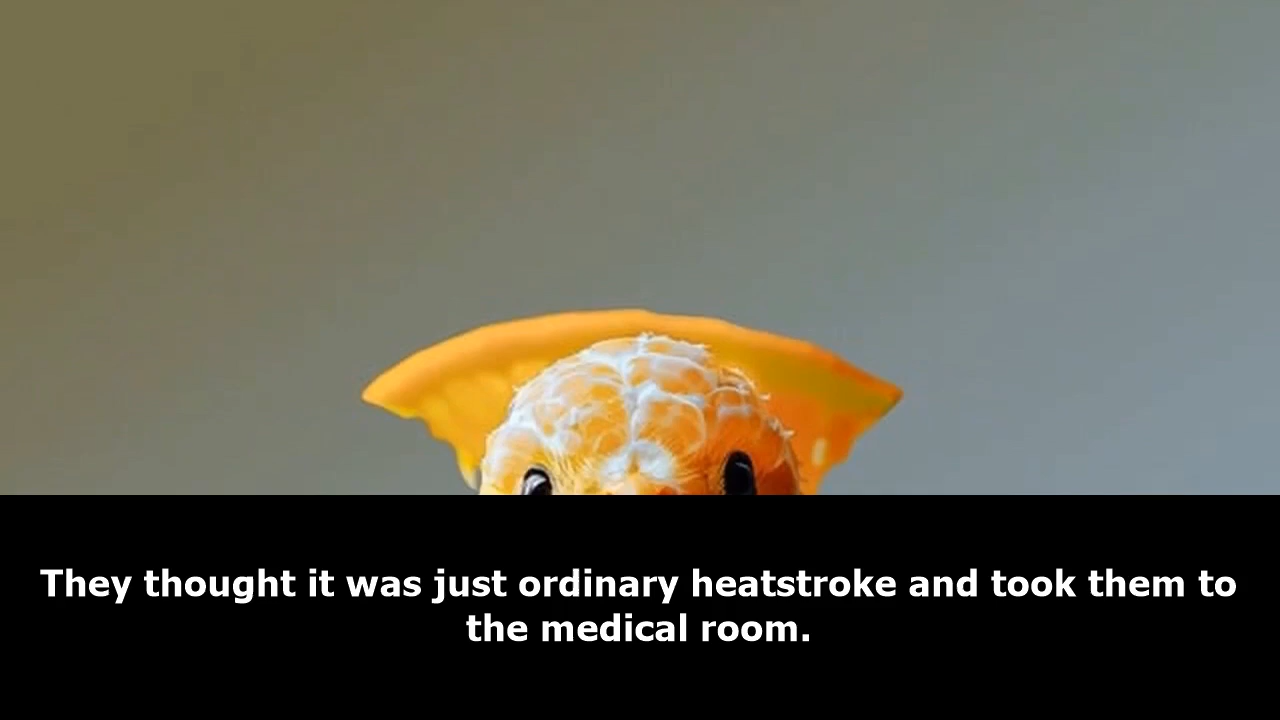 They thought it was just ordinary heatstroke and took them to
the medical room.